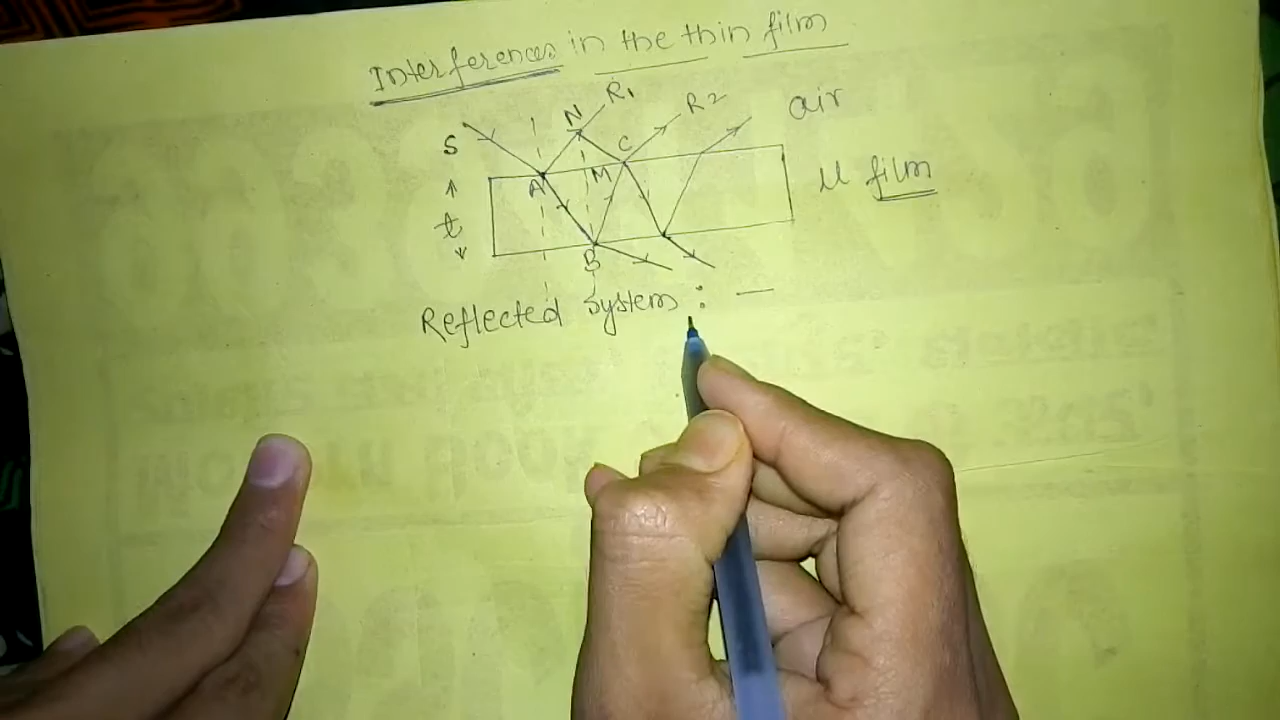 Interferences in the thin film
N R1 R2 air
S C
A M µ film
t
B
Reflected System : —